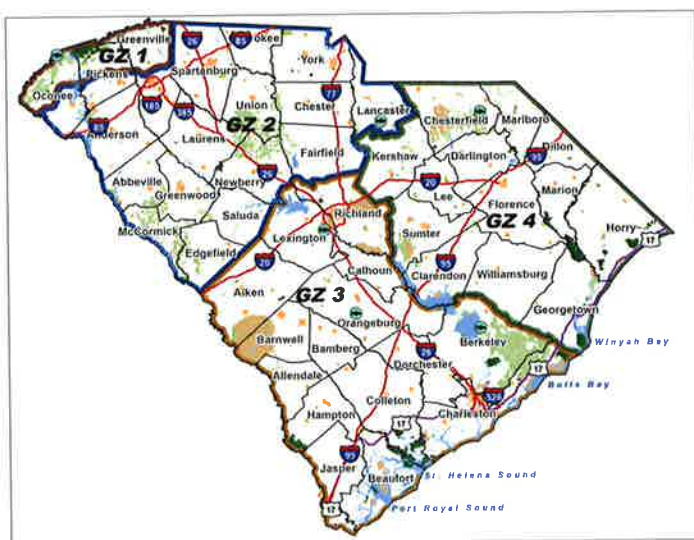 Greenville
GZ 1
Pickens
Oconee
26
85
okee
York
Spartanburg
77
185
385
Union
Chester
Lancaster
85
Anderson
GZ 2
Laurens
Chesterfield
Marlboro
Fairfield
Kershaw
Darlington
95
Dillon
Abbeville
Newberry
26
20
Lee
Marion
Greenwood
Richland
Florence
Saluda
McCormick
Lexington
Sumter
GZ 4
Horry
17
Edgefield
20
Calhoun
95
Clarendon
Williamsburg
Aiken
GZ 3
Georgetown
Orangeburg
Barnwell
Bamberg
26
Berkeley
Winyah Bay
Allendale
Dorchester
17
Bulls Bay
526
Hampton
Colleton
17
Charleston
95
Jasper
Beaufort
St. Helena Sound
17
Port Royal Sound